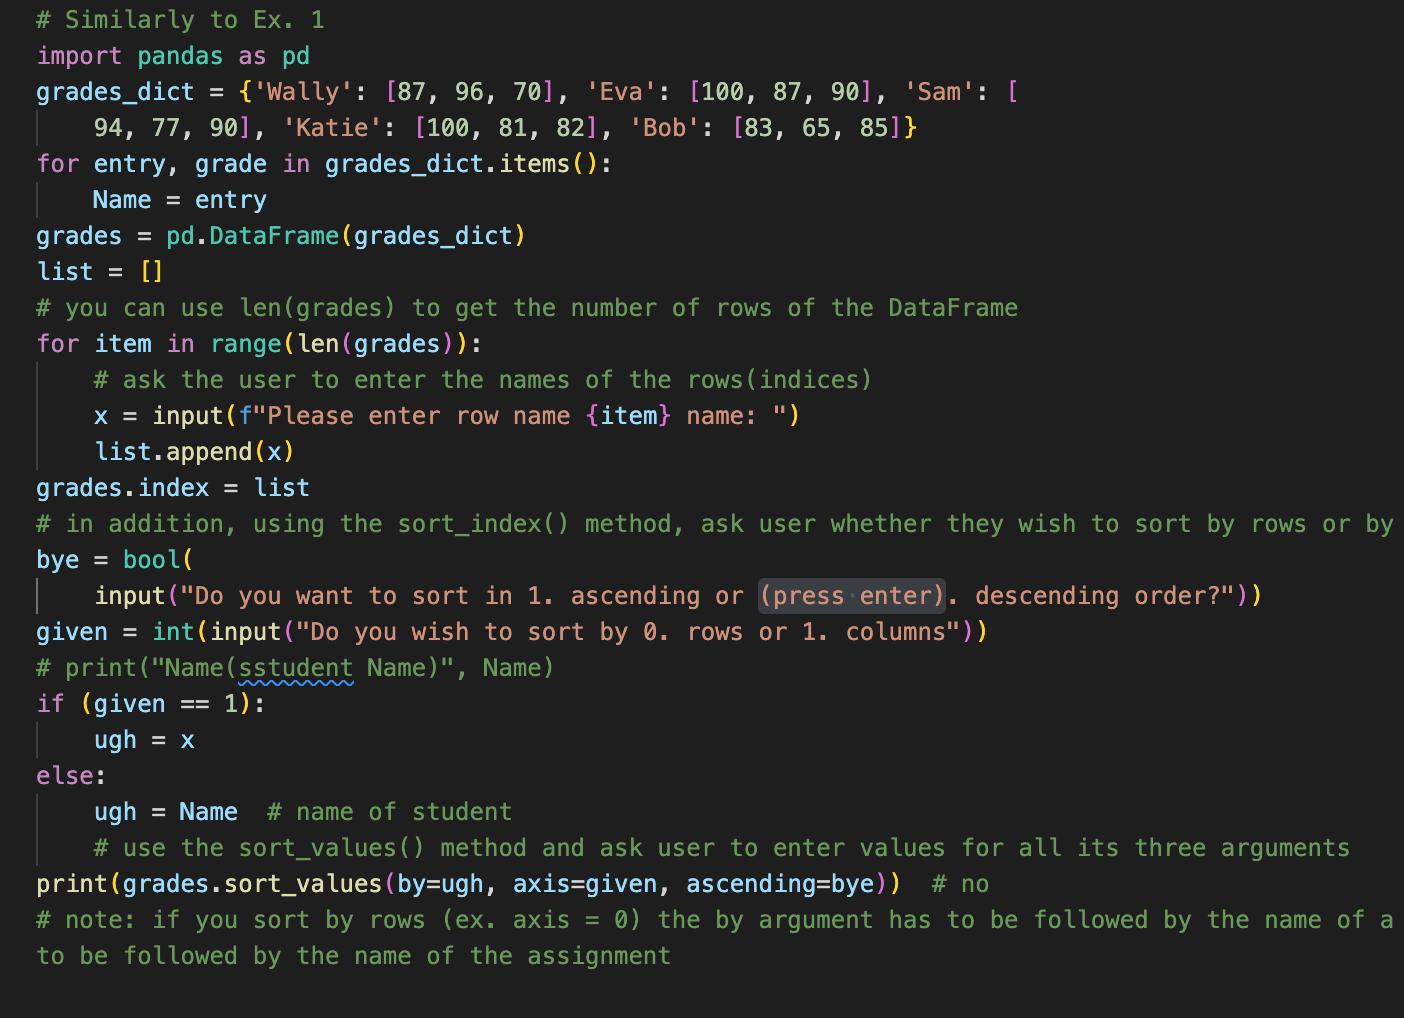 # Similarly to Ex. 1
import pandas as pd
grades_dict = {'Wally': [87, 96, 70], 'Eva': [100, 87, 90], 'Sam': [
    94, 77, 90], 'Katie': [100, 81, 82], 'Bob': [83, 65, 85]}
for entry, grade in grades_dict.items():
    Name = entry
grades = pd.DataFrame(grades_dict)
list = []
# you can use len(grades) to get the number of rows of the DataFrame
for item in range(len(grades)):
    # ask the user to enter the names of the rows(indices)
    x = input(f"Please enter row name {item} name: ")
    list.append(x)
grades.index = list
# in addition, using the sort_index() method, ask user whether they wish to sort by rows or by
bye = bool(
    input("Do you want to sort in 1. ascending or (press enter). descending order?"))
given = int(input("Do you wish to sort by 0. rows or 1. columns"))
# print("Name(sstudent Name)", Name)
if (given == 1):
    ugh = x
else:
    ugh = Name  # name of student
    # use the sort_values() method and ask user to enter values for all its three arguments
print(grades.sort_values(by=ugh, axis=given, ascending=bye))  # no
# note: if you sort by rows (ex. axis = 0) the by argument has to be followed by the name of a
to be followed by the name of the assignment